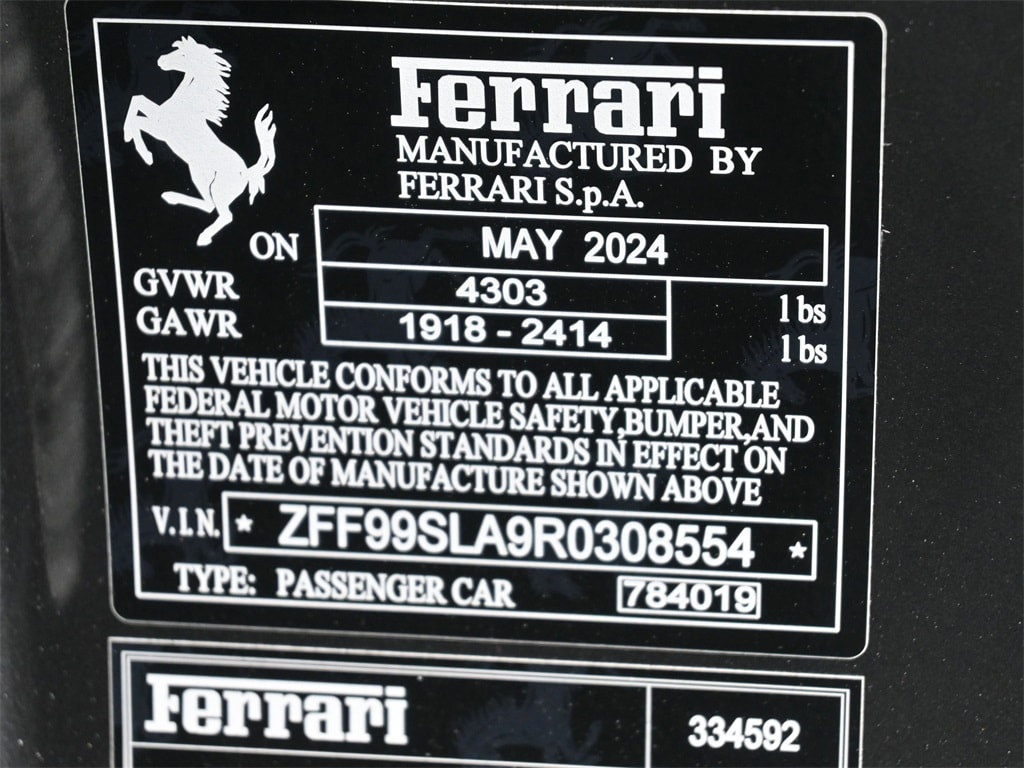 Ferrari
MANUFACTURED BY
FERRARI S.p.A.
ON MAY 2024
GVWR 4303 lbs
GAWR 1918 - 2414 lbs
THIS VEHICLE CONFORMS TO ALL APPLICABLE
FEDERAL MOTOR VEHICLE SAFETY,BUMPER,AND
THEFT PREVENTION STANDARDS IN EFFECT ON
THE DATE OF MANUFACTURE SHOWN ABOVE
V.I.N. * ZFF99SLA9R0308554 *
TYPE: PASSENGER CAR 784019
Ferrari 334592